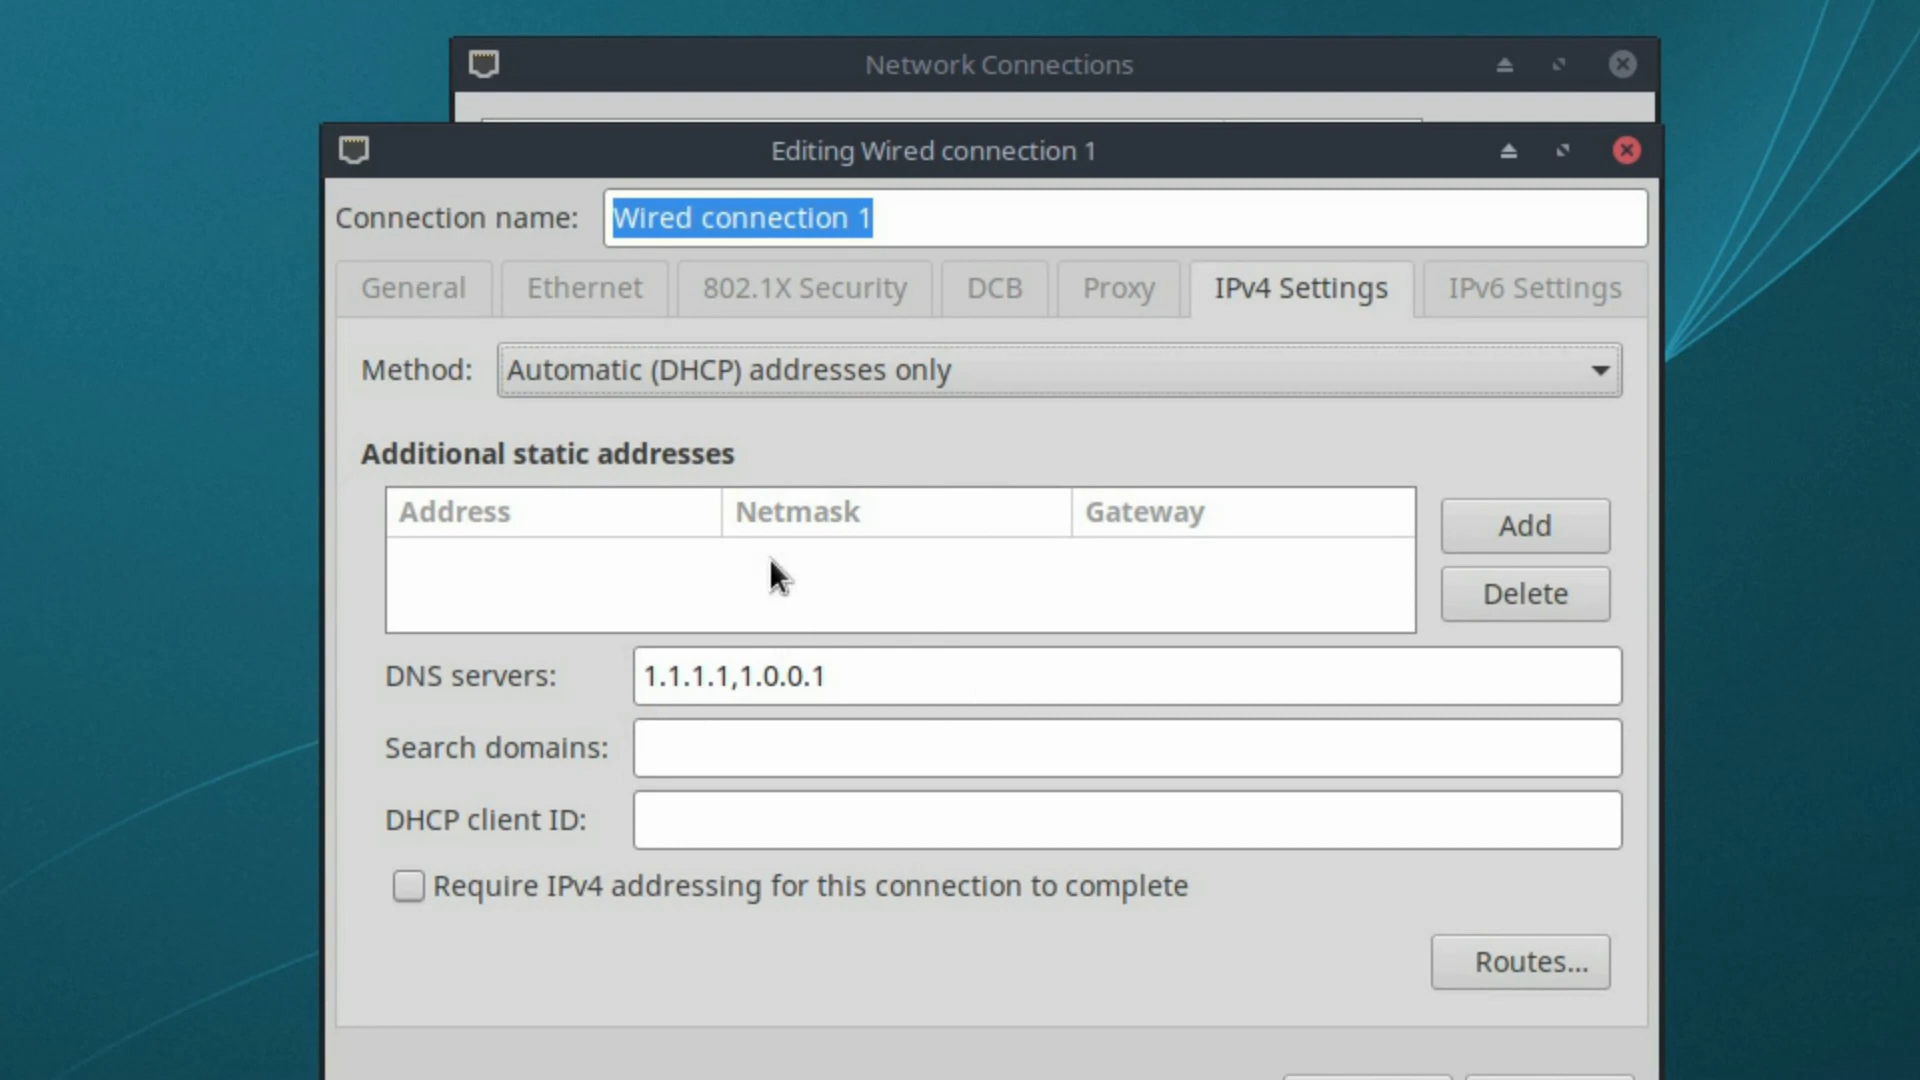 Network Connections
Editing Wired connection 1
Connection name: Wired connection 1
General Ethernet 802.1X Security DCB Proxy IPv4 Settings IPv6 Settings
Method: Automatic (DHCP) addresses only
Additional static addresses
Address Netmask Gateway
Add
Delete
DNS servers: 1.1.1.1,1.0.0.1
Search domains:
DHCP client ID:
Require IPv4 addressing for this connection to complete
Routes...